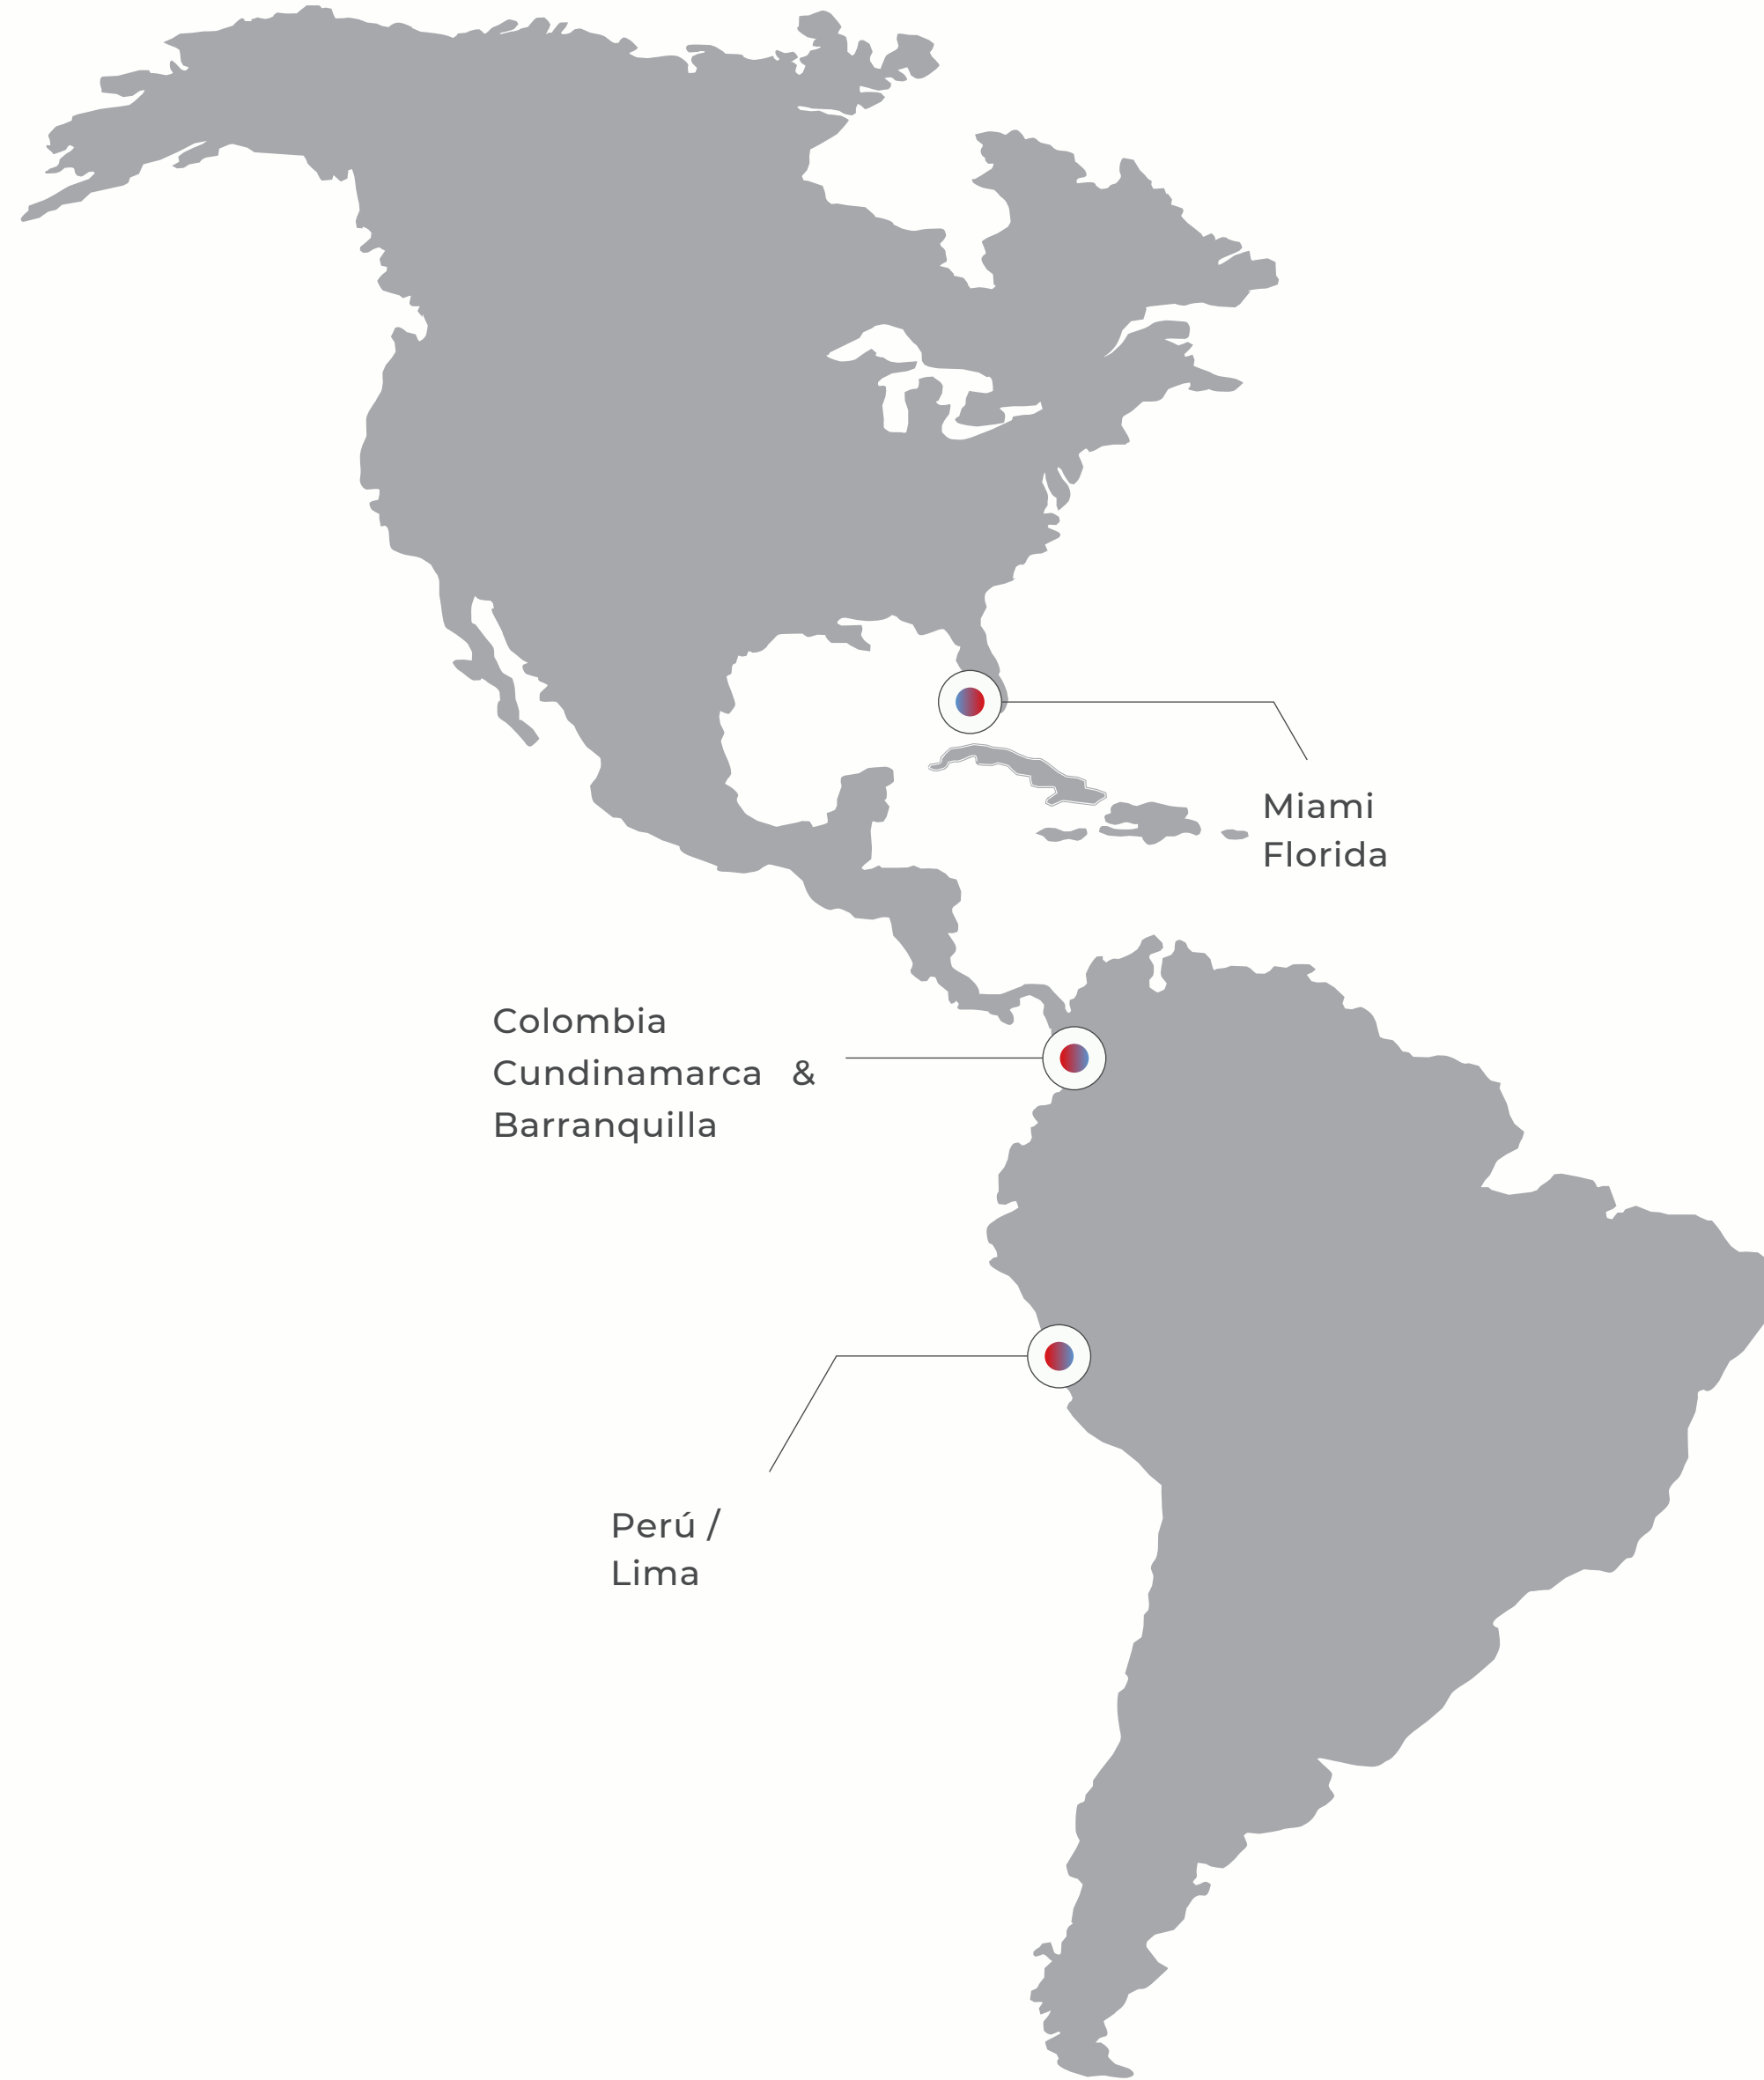 Miami
Florida
Colombia
Cundinamarca &
Barranquilla
Perú /
Lima